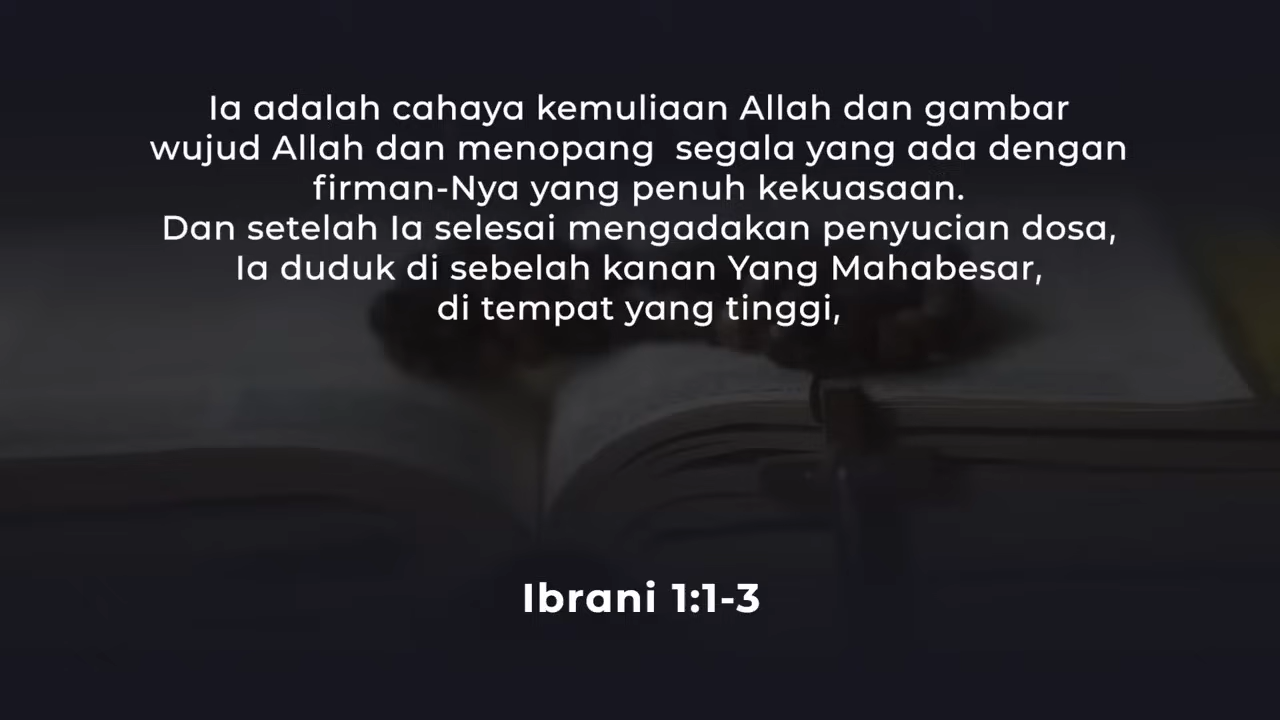 Ia adalah cahaya kemuliaan Allah dan gambar
wujud Allah dan menopang  segala yang ada dengan
firman-Nya yang penuh kekuasaan.
Dan setelah Ia selesai mengadakan penyucian dosa,
Ia duduk di sebelah kanan Yang Mahabesar,
di tempat yang tinggi,
Ibrani 1:1-3